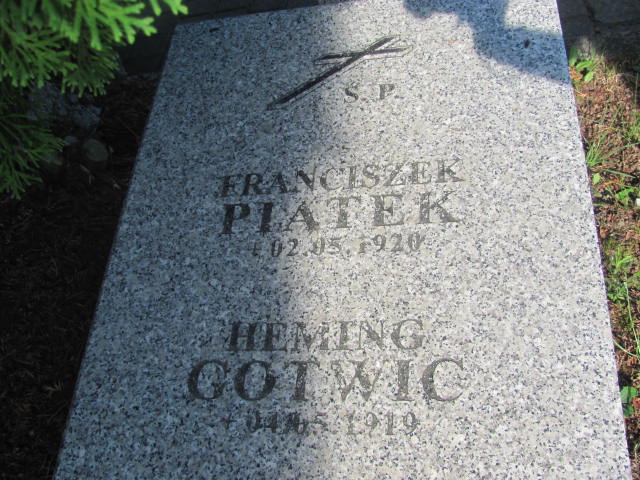 S. P.
FRANCISZEK
PIATEK
+ 02.05.1920
HEMING
GOTWIC
+ 04.05.1919